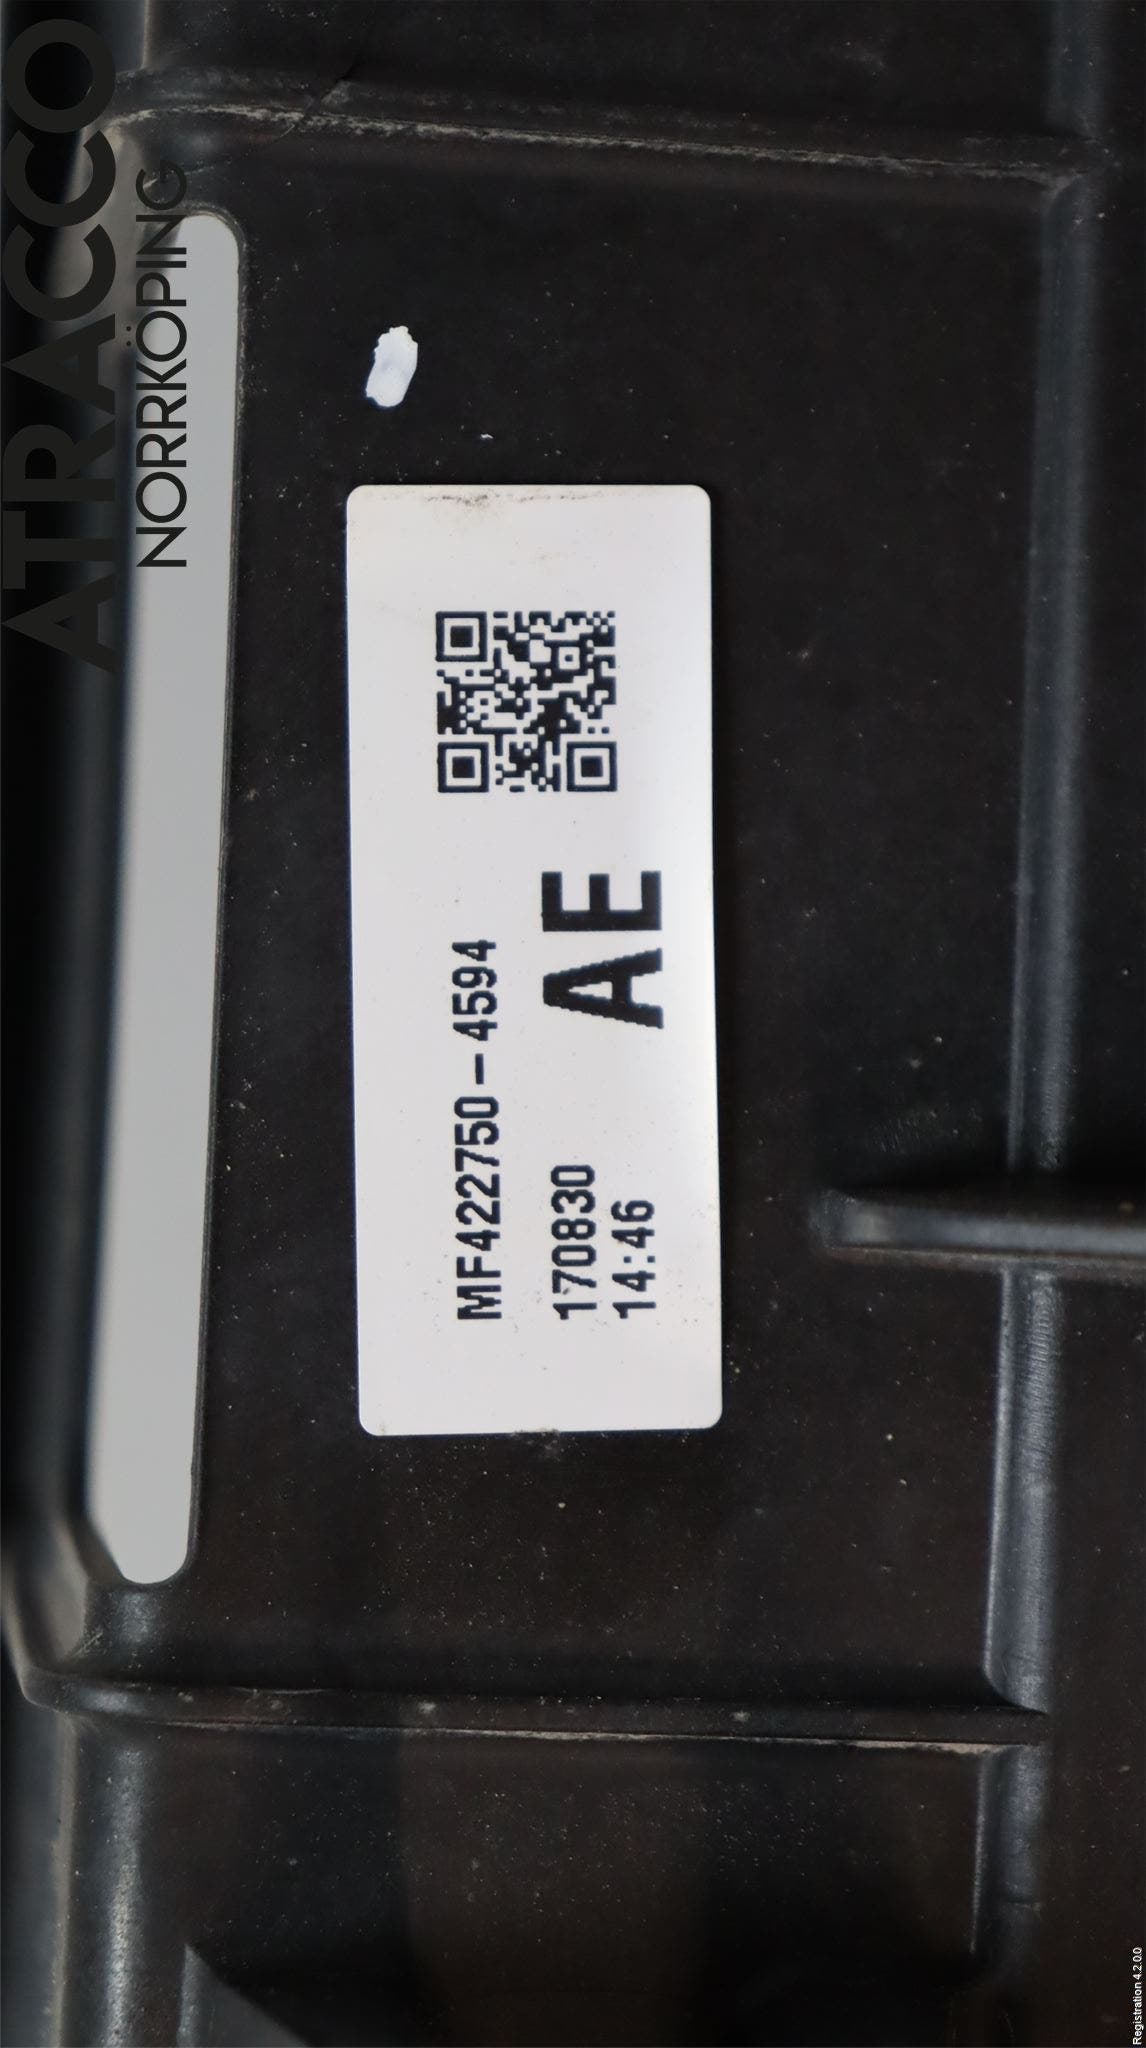 ATRACCO
NORRKÖPING
MF422750-4594
170830
14:46
AE
Registration 4.2.0.0